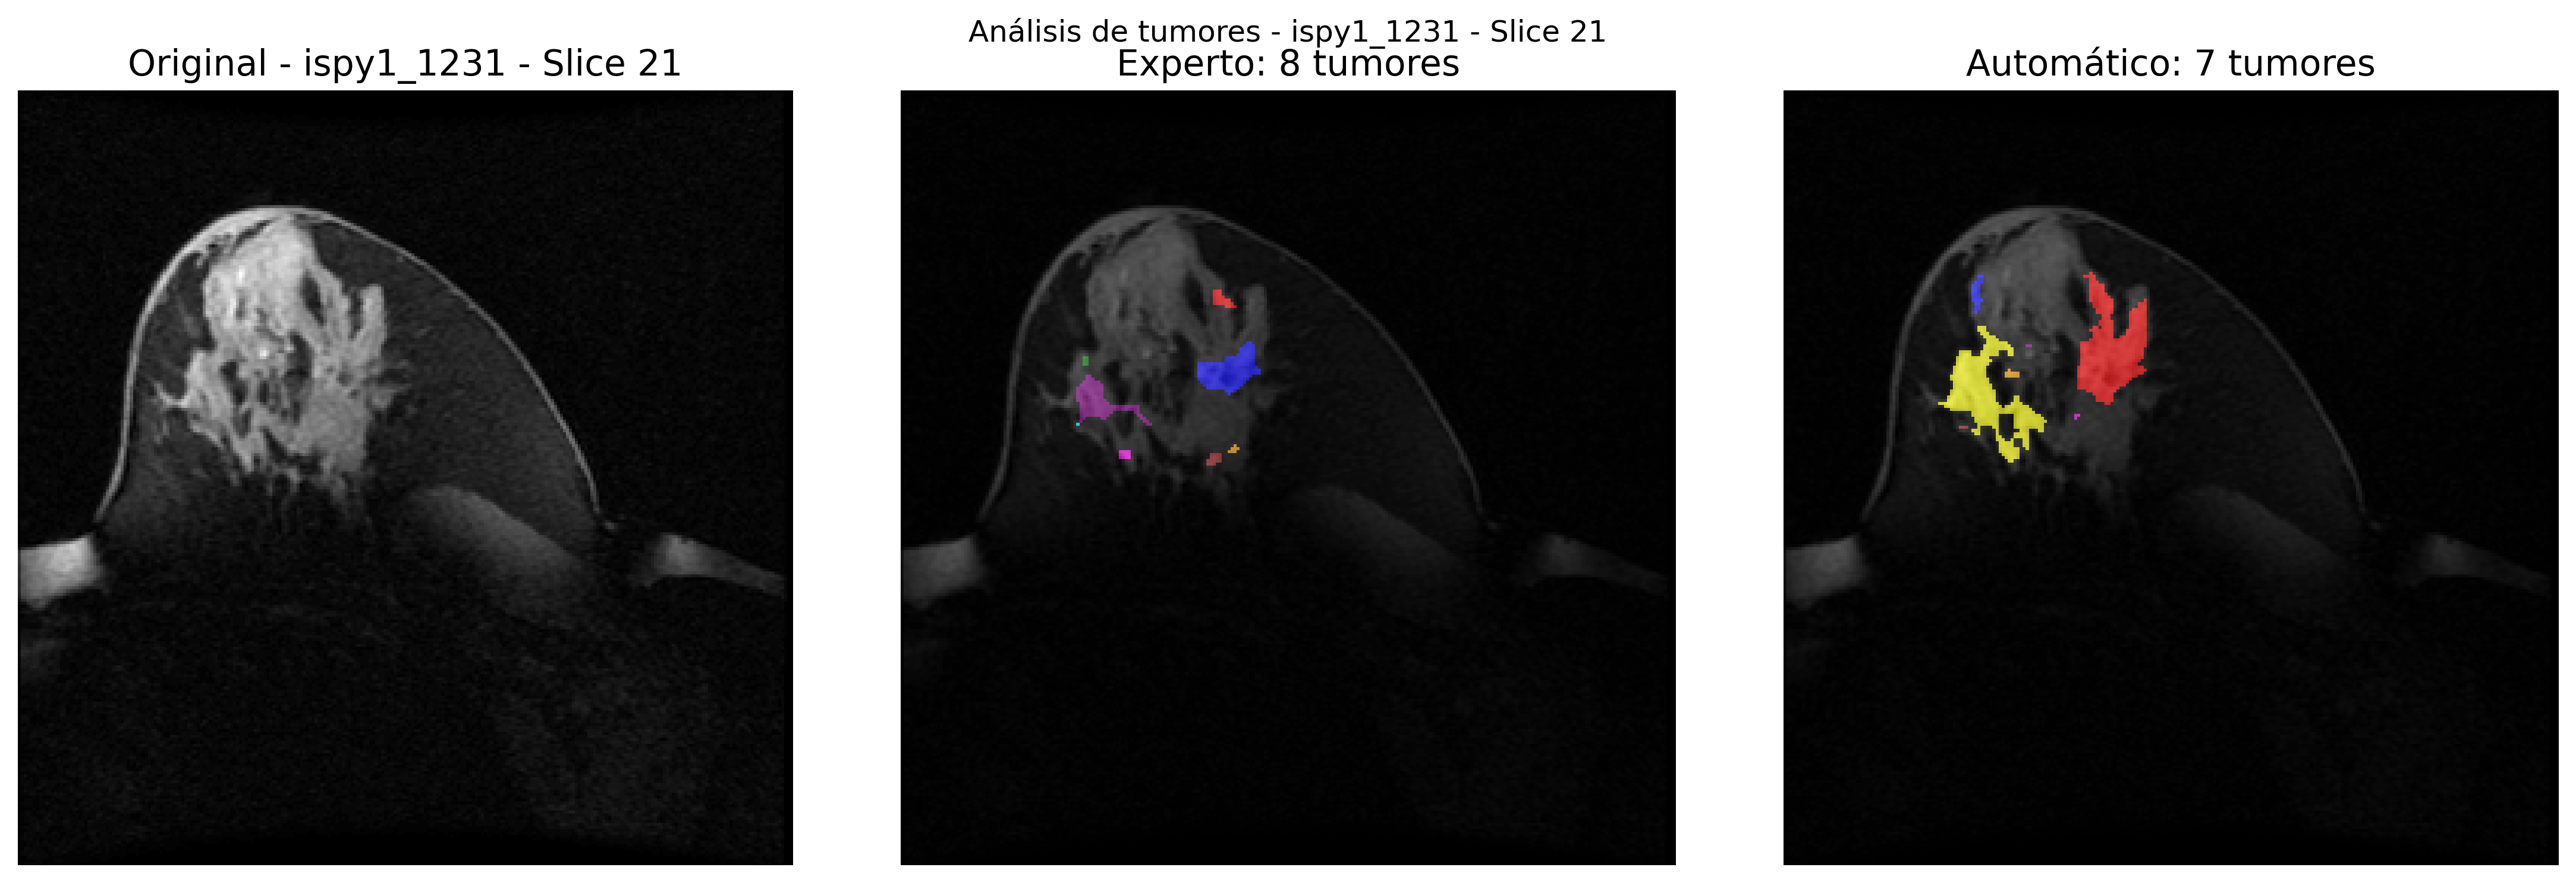 Análisis de tumores - ispy1_1231 - Slice 21
Original - ispy1_1231 - Slice 21
Experto: 8 tumores
Automático: 7 tumores